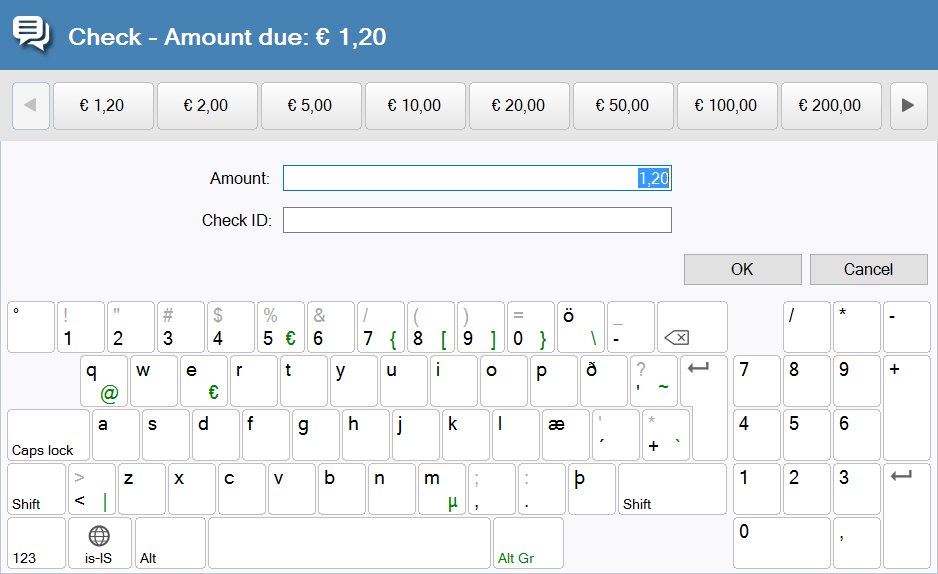 Check - Amount due: € 1,20
€ 1,20 € 2,00 € 5,00 € 10,00 € 20,00 € 50,00 € 100,00 € 200,00
Amount: 1,20
Check ID:
OK Cancel
° ! 1 " 2 # 3 $ 4 % 5 € & 6 / 7 { ( 8 [ ) 9 ] = 0 } ö \ _ - / * -
q @ w e € r t y u i o p ð ? ' ~ 7 8 9 +
Caps lock a s d f g h j k l æ ' ´ * + ` 4 5 6
Shift > < | z x c v b n m µ ; , : . þ Shift 1 2 3
123 is-IS Alt Alt Gr 0 ,